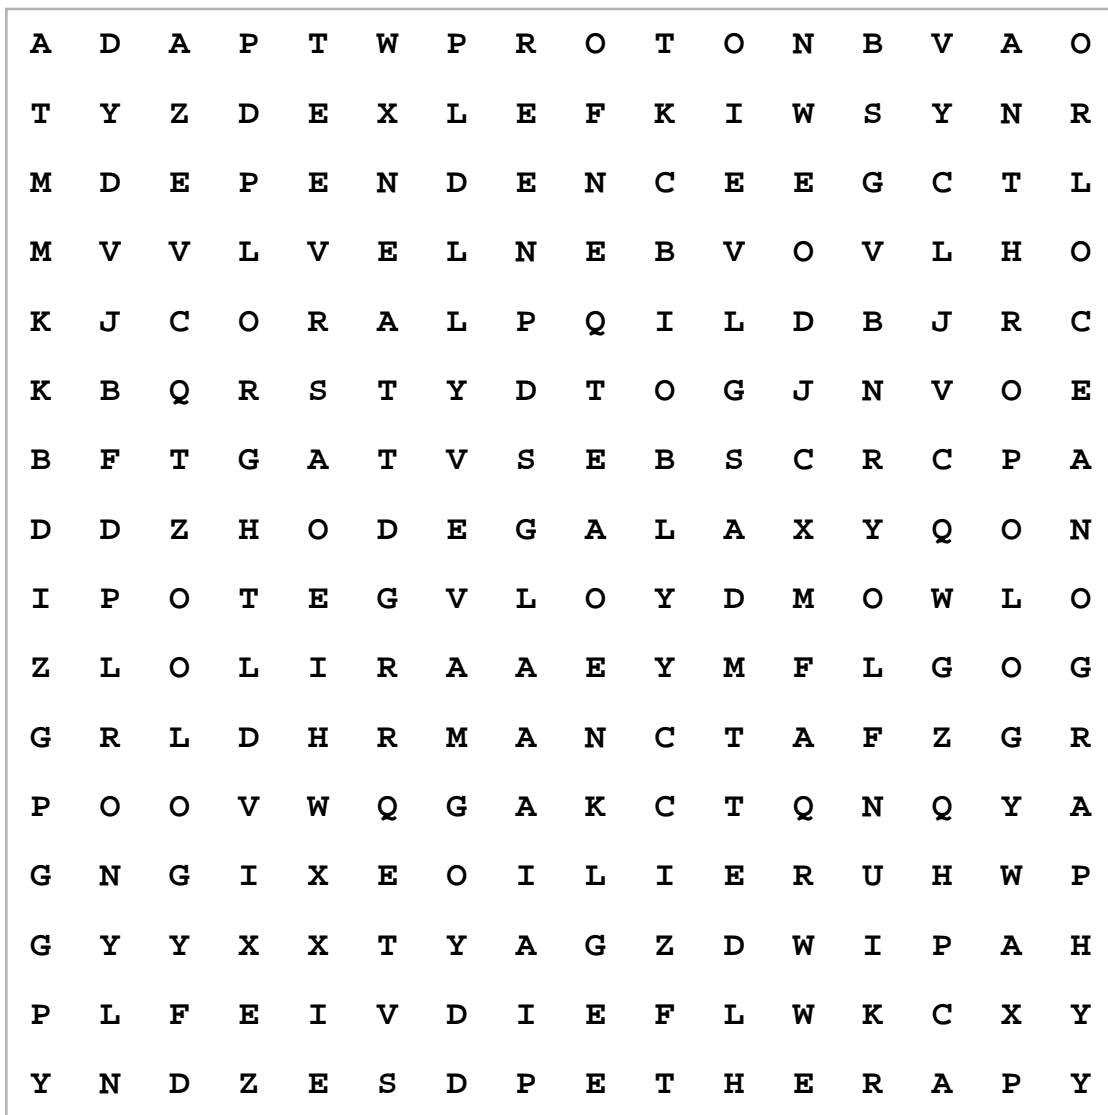 A D A P T W P R O T O N B V A O
T Y Z D E X L E F K I W S Y N R
M D E P E N D E N C E E G C T L
M V V L V E L N E B V O V L H O
K J C O R A L P Q I L D B J R C
K B Q R S T Y D T O G J N V O E
B F T G A T V S E B S C R C P A
D D Z H O D E G A L A X Y Q O N
I P O T E G V L O Y D M O W L O
Z L O L I R A A E Y M F L G O G
G R L D H R M A N C T A F Z G R
P O O V W Q G A K C T Q N Q Y A
G N G I X E O I L I E R U H W P
G Y Y X X T Y A G Z D W I P A H
P L F E I V D I E F L W K C X Y
Y N D Z E S D P E T H E R A P Y